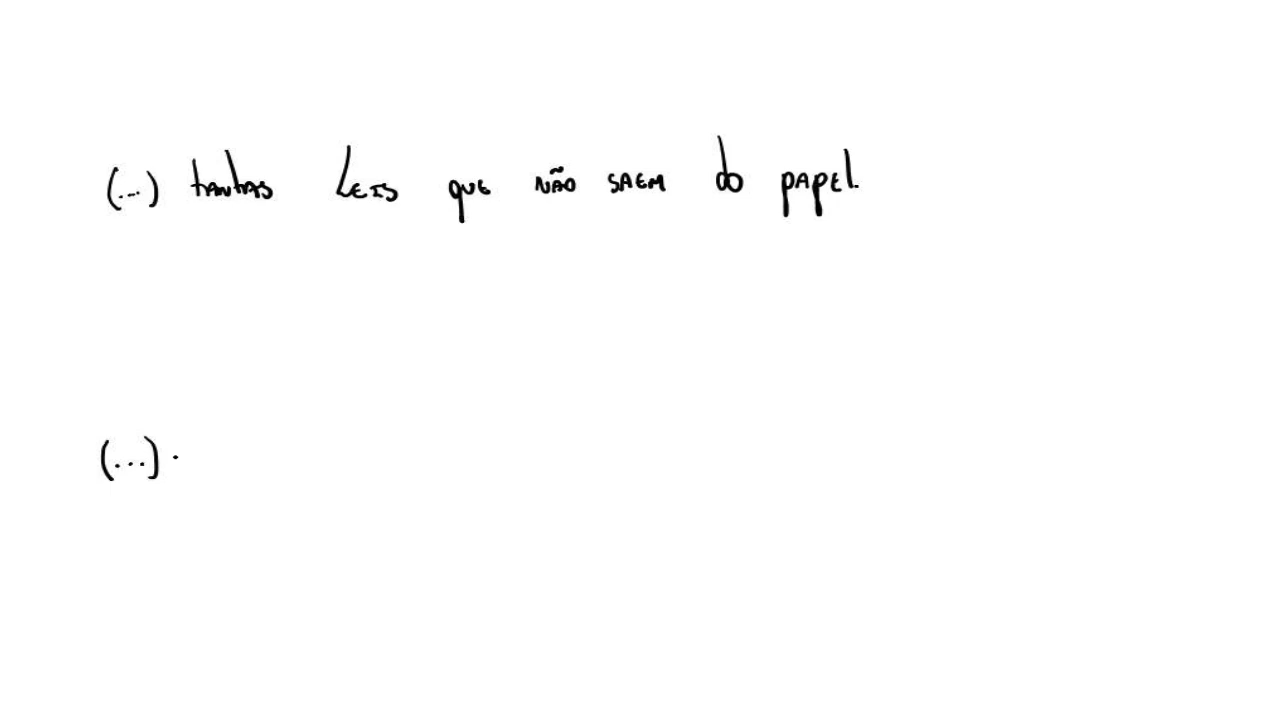 (...) tantas Leis que não saem do papel.
(...) .